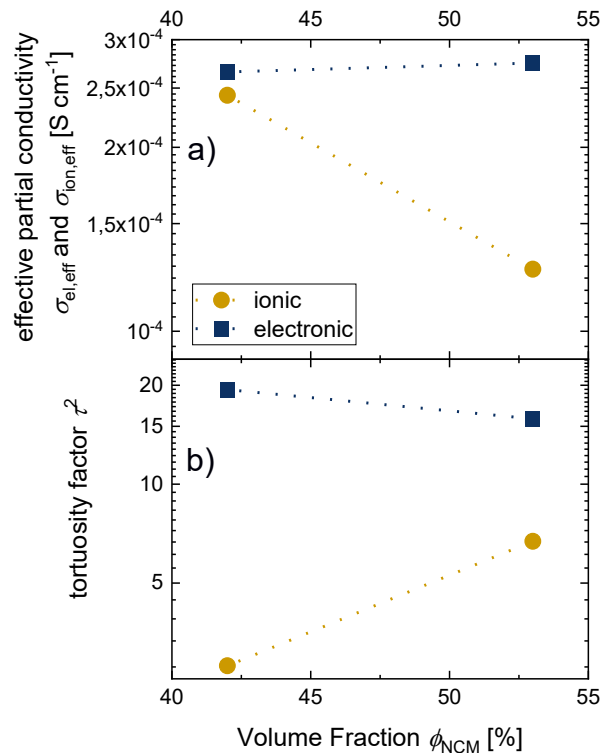 40 45 50 55
3x10⁻⁴
2,5x10⁻⁴
2x10⁻⁴
1,5x10⁻⁴
10⁻⁴
effective partial conductivity
σel,eff and σion,eff [S cm⁻¹]
a)
ionic
electronic
20
15
10
5
tortuosity factor τ²
b)
40 45 50 55
Volume Fraction ϕNCM [%]